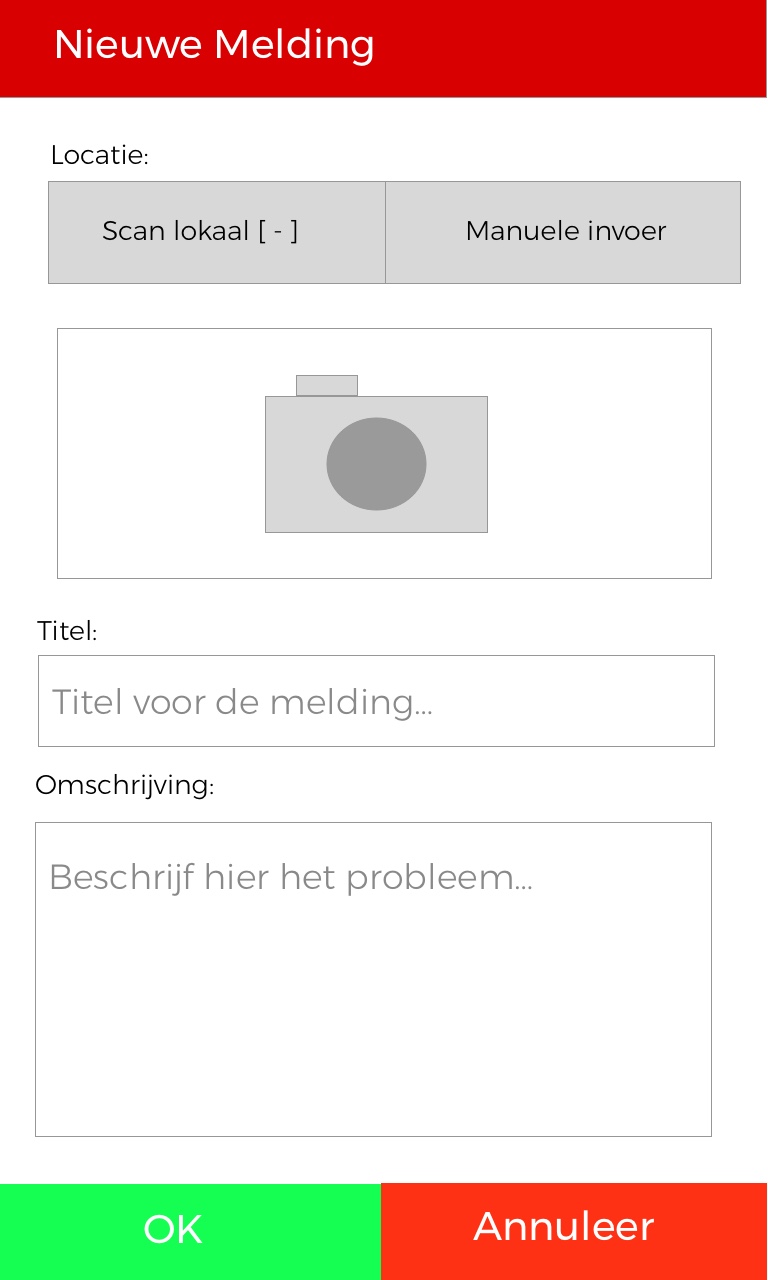 Nieuwe Melding
Locatie:
Scan lokaal [ - ]
Manuele invoer
Titel:
Titel voor de melding...
Omschrijving:
Beschrijf hier het probleem...
OK
Annuleer